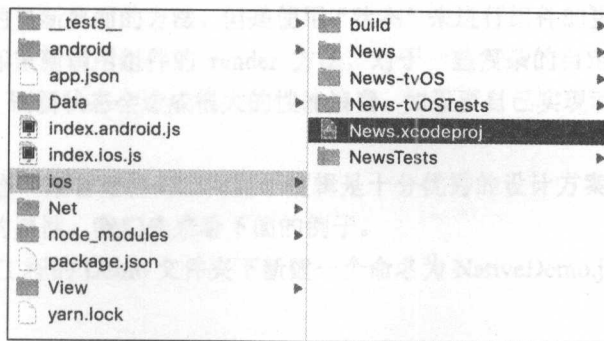 __tests__
android
app.json
Data
index.android.js
index.ios.js
ios
Net
node_modules
package.json
View
yarn.lock
build
News
News-tvOS
News-tvOSTests
News.xcodeproj
NewsTests